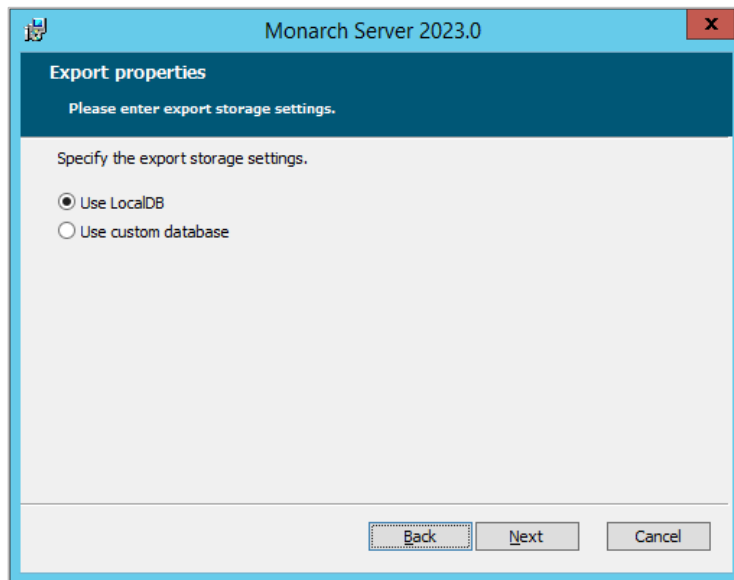 Monarch Server 2023.0
x
Export properties
Please enter export storage settings.
Specify the export storage settings.
Use LocalDB
Use custom database
Back Next Cancel